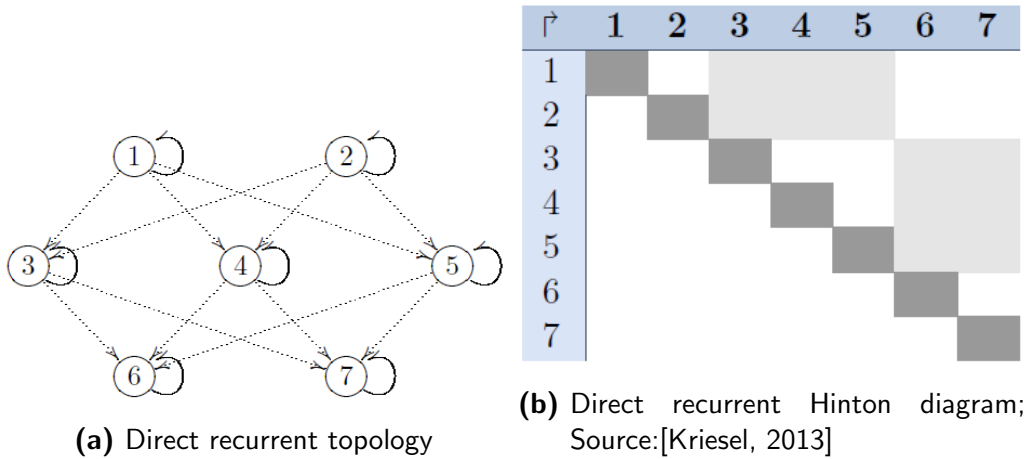 1 2
3 4 5
6 7
(a) Direct recurrent topology
↱ 1 2 3 4 5 6 7
1
2
3
4
5
6
7
(b) Direct recurrent Hinton diagram;
Source:[Kriesel, 2013]